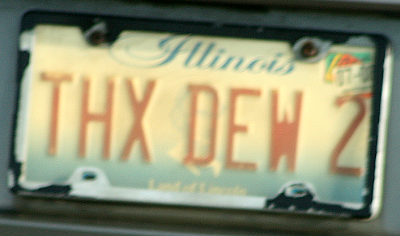 Illinois
THX DEW 2
Land of Lincoln